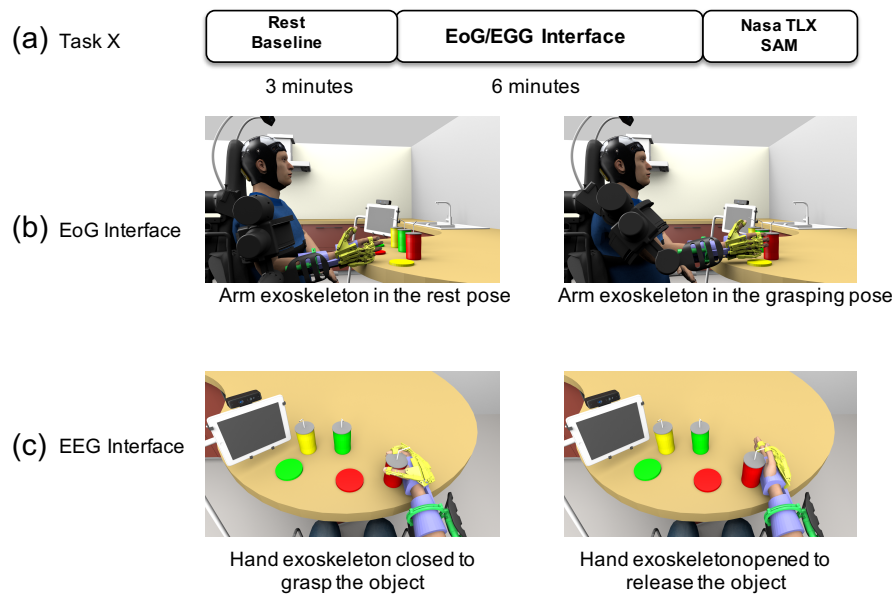 (a) Task X
Rest
Baseline
EoG/EGG Interface
Nasa TLX
SAM
3 minutes
6 minutes
(b) EoG Interface
Arm exoskeleton in the rest pose
Arm exoskeleton in the grasping pose
(c) EEG Interface
Hand exoskeleton closed to
grasp the object
Hand exoskeletonopened to
release the object